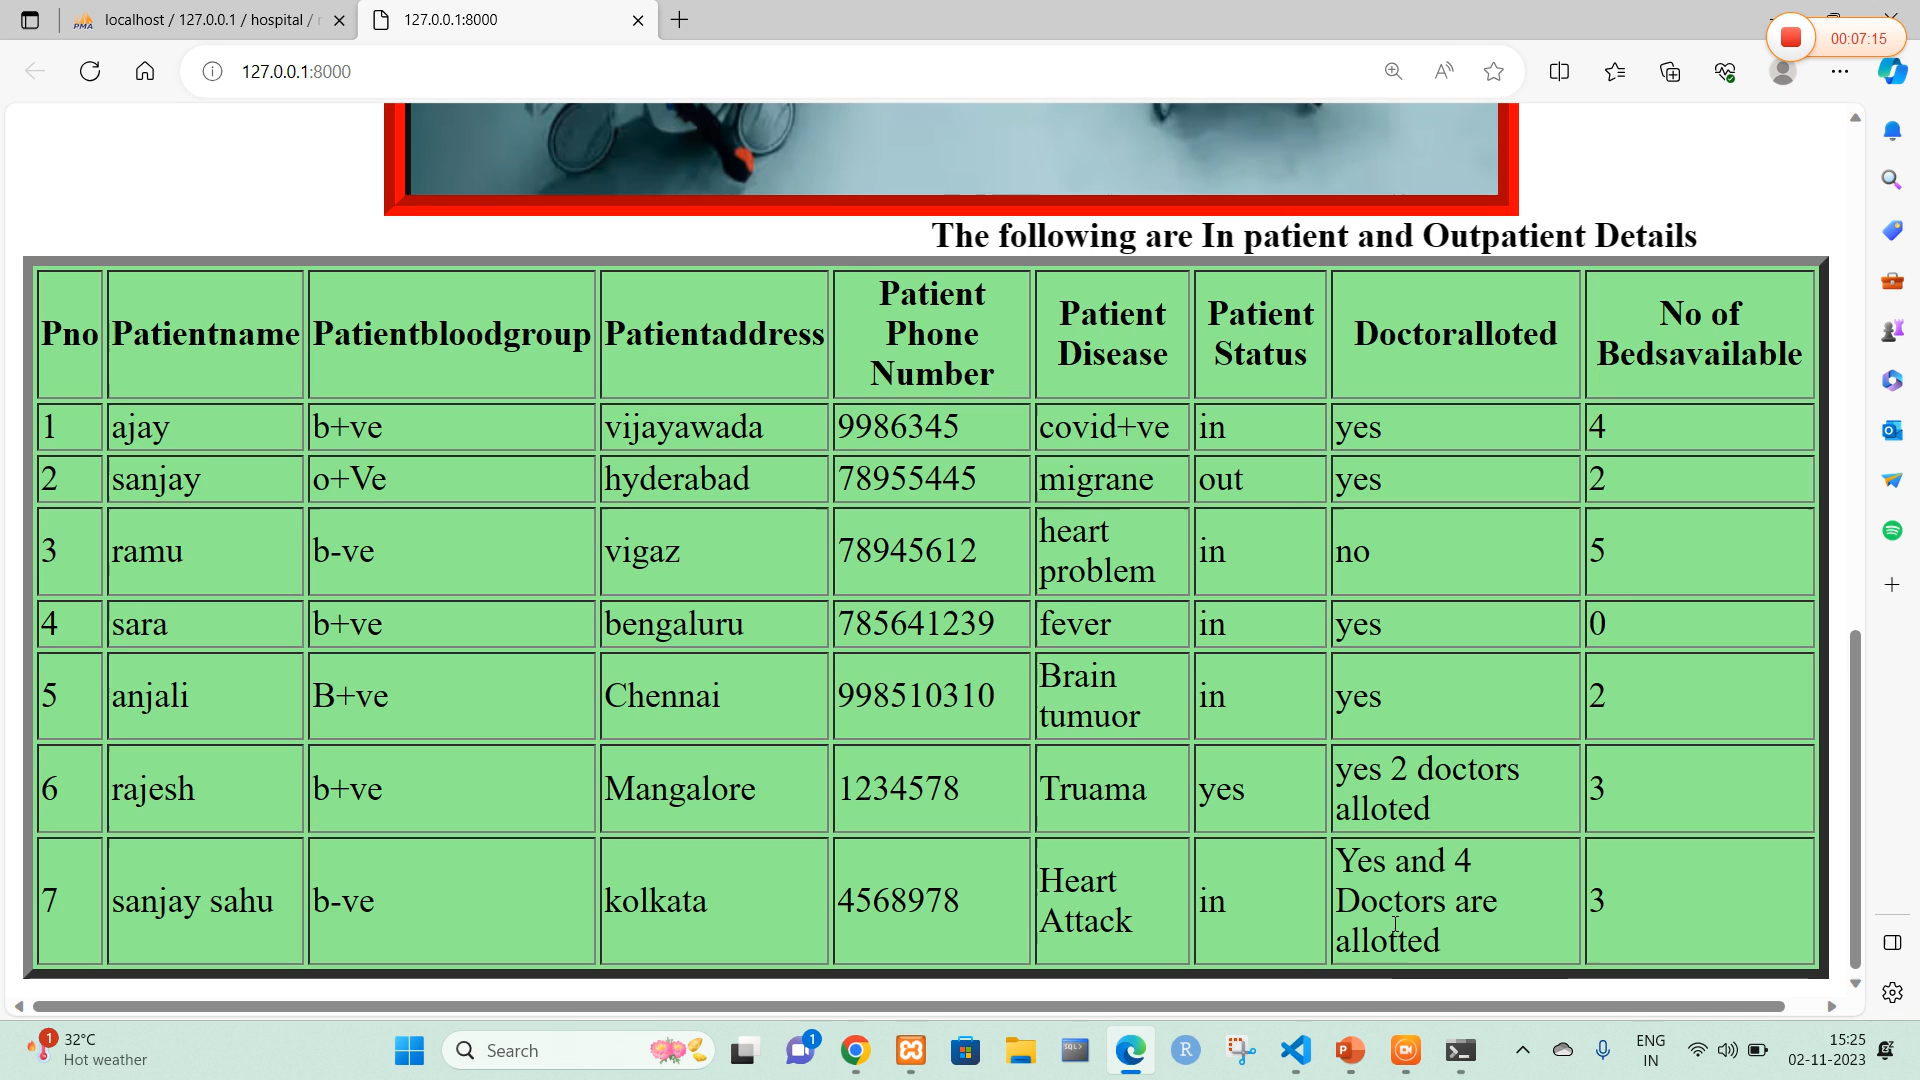 localhost / 127.0.0.1 / hospital /
127.0.0.1:8000
00:07:15
127.0.0.1:8000
The following are In patient and Outpatient Details
Pno Patientname Patientbloodgroup Patientaddress Patient Phone Number Patient Disease Patient Status Doctoralloted No of Bedsavailable
1 ajay b+ve vijayawada 9986345 covid+ve in yes 4
2 sanjay o+Ve hyderabad 78955445 migrane out yes 2
3 ramu b-ve vigaz 78945612 heart problem in no 5
4 sara b+ve bengaluru 785641239 fever in yes 0
5 anjali B+ve Chennai 998510310 Brain tumuor in yes 2
6 rajesh b+ve Mangalore 1234578 Truama yes yes 2 doctors alloted 3
7 sanjay sahu b-ve kolkata 4568978 Heart Attack in Yes and 4 Doctors are allotted 3
1 32°C
Hot weather
Search
1
ENG
IN
15:25
02-11-2023